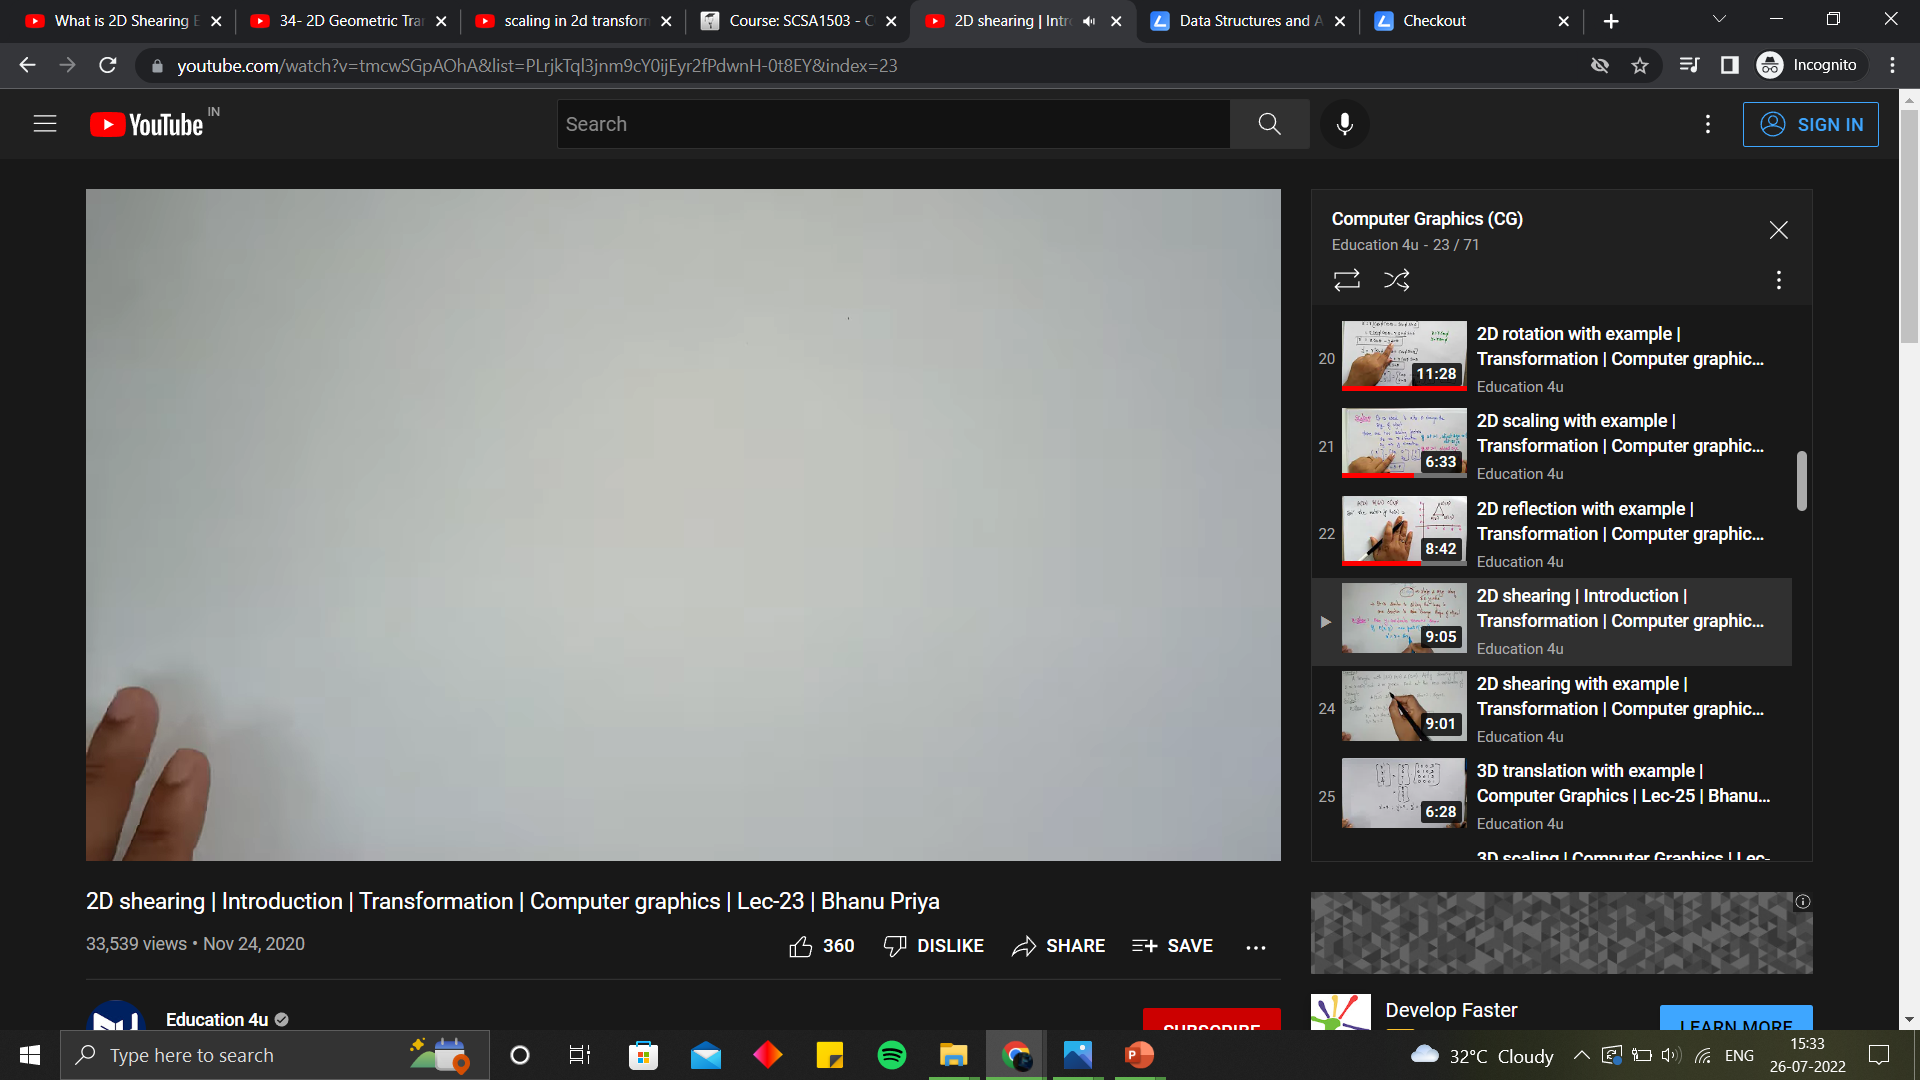 What is 2D Shearing
34- 2D Geometric Tra
scaling in 2d transforn
Course: SCSA1503 - C
2D shearing | Intr
Data Structures and A
Checkout
youtube.com/watch?v=tmcwSGpAOhA&list=PLrjkTql3jnm9cY0ijEyr2fPdwnH-0t8EY&index=23
Incognito
YouTube IN
Search
SIGN IN
Computer Graphics (CG)
Education 4u - 23 / 71
20
11:28
2D rotation with example |
Transformation | Computer graphic...
Education 4u
21
6:33
2D scaling with example |
Transformation | Computer graphic...
Education 4u
22
8:42
2D reflection with example |
Transformation | Computer graphic...
Education 4u
9:05
2D shearing | Introduction |
Transformation | Computer graphic...
Education 4u
24
9:01
2D shearing with example |
Transformation | Computer graphic...
Education 4u
25
6:28
3D translation with example |
Computer Graphics | Lec-25 | Bhanu...
Education 4u
3D scaling | Computer Graphics | Lec-
2D shearing | Introduction | Transformation | Computer graphics | Lec-23 | Bhanu Priya
33,539 views • Nov 24, 2020
360
DISLIKE
SHARE
SAVE
Education 4u
SUBSCRIBE
Develop Faster
LEARN MORE
Type here to search
32°C Cloudy
ENG
15:33
26-07-2022